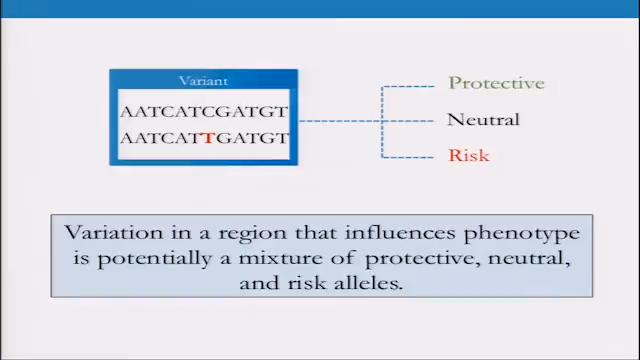 Variant
AATCATCGATGT
AATCATTGATGT
Protective
Neutral
Risk
Variation in a region that influences phenotype
is potentially a mixture of protective, neutral,
and risk alleles.